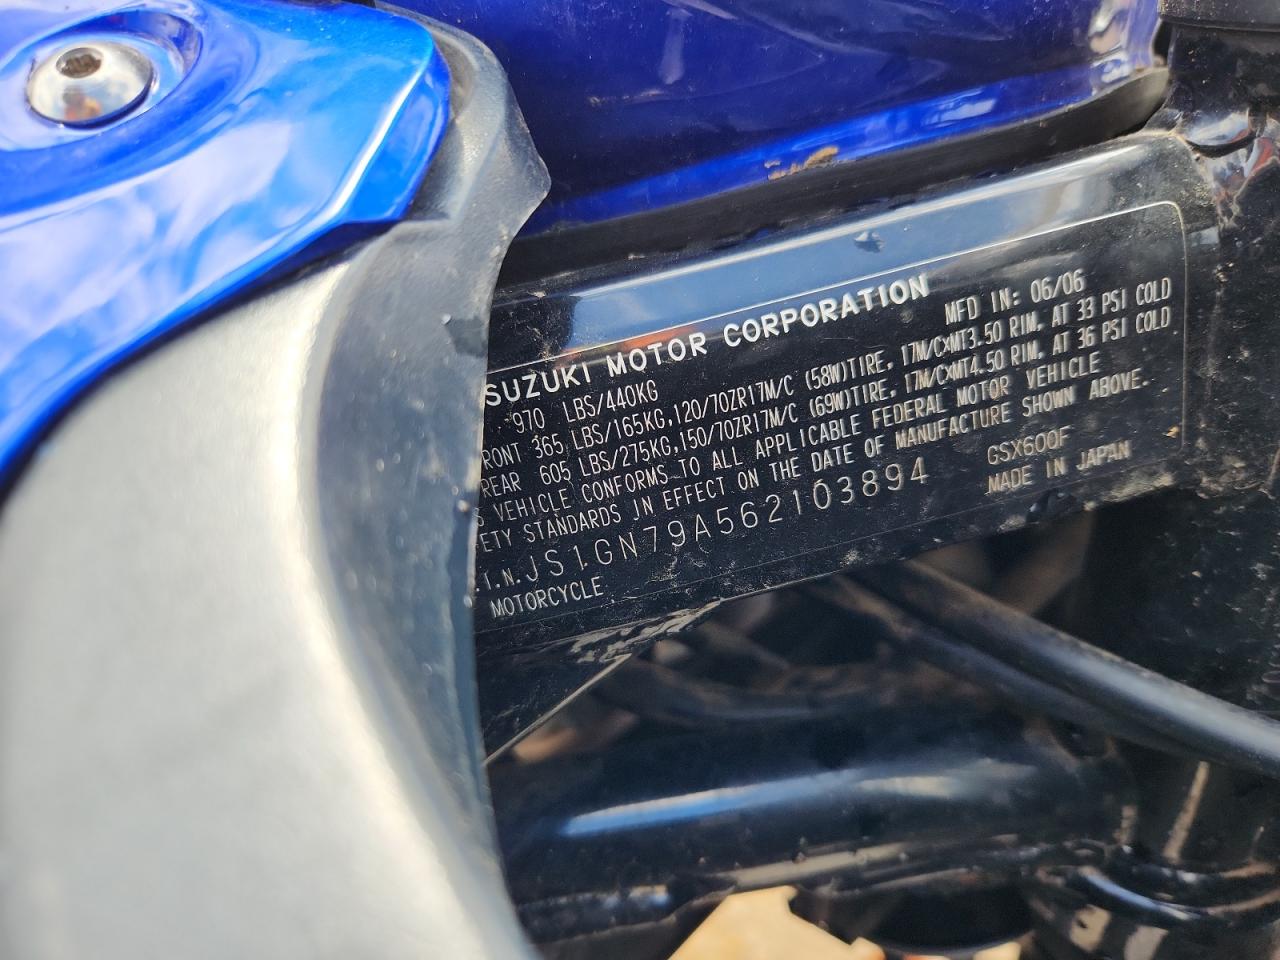 SUZUKI MOTOR CORPORATION
MFD IN: 06/06
970 LBS/440KG
RONT 365 LBS/165KG, 120/70ZR17M/C (58W)TIRE, 17M/CXMT3.50 RIM, AT 33 PSI COLD
REAR 605 LBS/275KG, 150/70ZR17M/C (69W)TIRE, 17M/CXMT4.50 RIM, AT 36 PSI COLD
S VEHICLE CONFORMS TO ALL APPLICABLE FEDERAL MOTOR VEHICLE
ETY STANDARDS IN EFFECT ON THE DATE OF MANUFACTURE SHOWN ABOVE.
.I.N. JS1GN79A562103894
GSX600F
MOTORCYCLE
MADE IN JAPAN